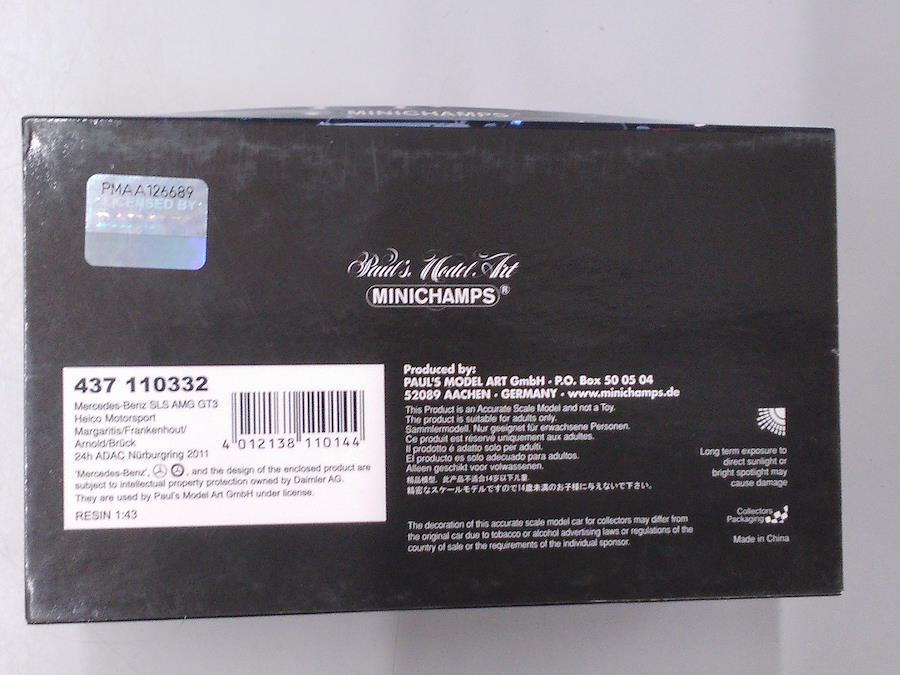 MINICHAMPS
PMAA126689
LICENSED BY
Paul's Model Art
MINICHAMPS®
437 110332
Mercedes-Benz SLS AMG GT3
Heico Motorsport
Margaritis/Frankenhout/
Arnold/Brück
24h ADAC Nürburgring 2011
4 012138 110144
'Mercedes-Benz', , and the design of the enclosed product are
subject to intellectual property protection owned by Daimler AG.
They are used by Paul's Model Art GmbH under license.
RESIN 1:43
Produced by:
PAUL'S MODEL ART GmbH · P.O. Box 50 05 04
52089 AACHEN · GERMANY · www.minichamps.de
This Product is an Accurate Scale Model and not a Toy.
The product is suitable for adults only.
Sammlermodell. Nur geeignet für erwachsene Personen.
Ce produit est réservé uniquement aux adultes.
Il prodotto è adatto solo per adulti.
El producto es solo adecuado para adultos.
Alleen geschikt voor volwassenen.
精品模型，此产品不适合14岁以下儿童.
精密なスケールモデルですので14歳未満のお子様に与えないで下さい。
The decoration of this accurate scale model car for collectors may differ from
the original car due to tobacco or alcohol advertising laws or regulations of the
country of sale or the requirements of the individual sponsor.
Long term exposure to
direct sunlight or
bright spotlight may
cause damage
Collectors
Packaging
Made in China